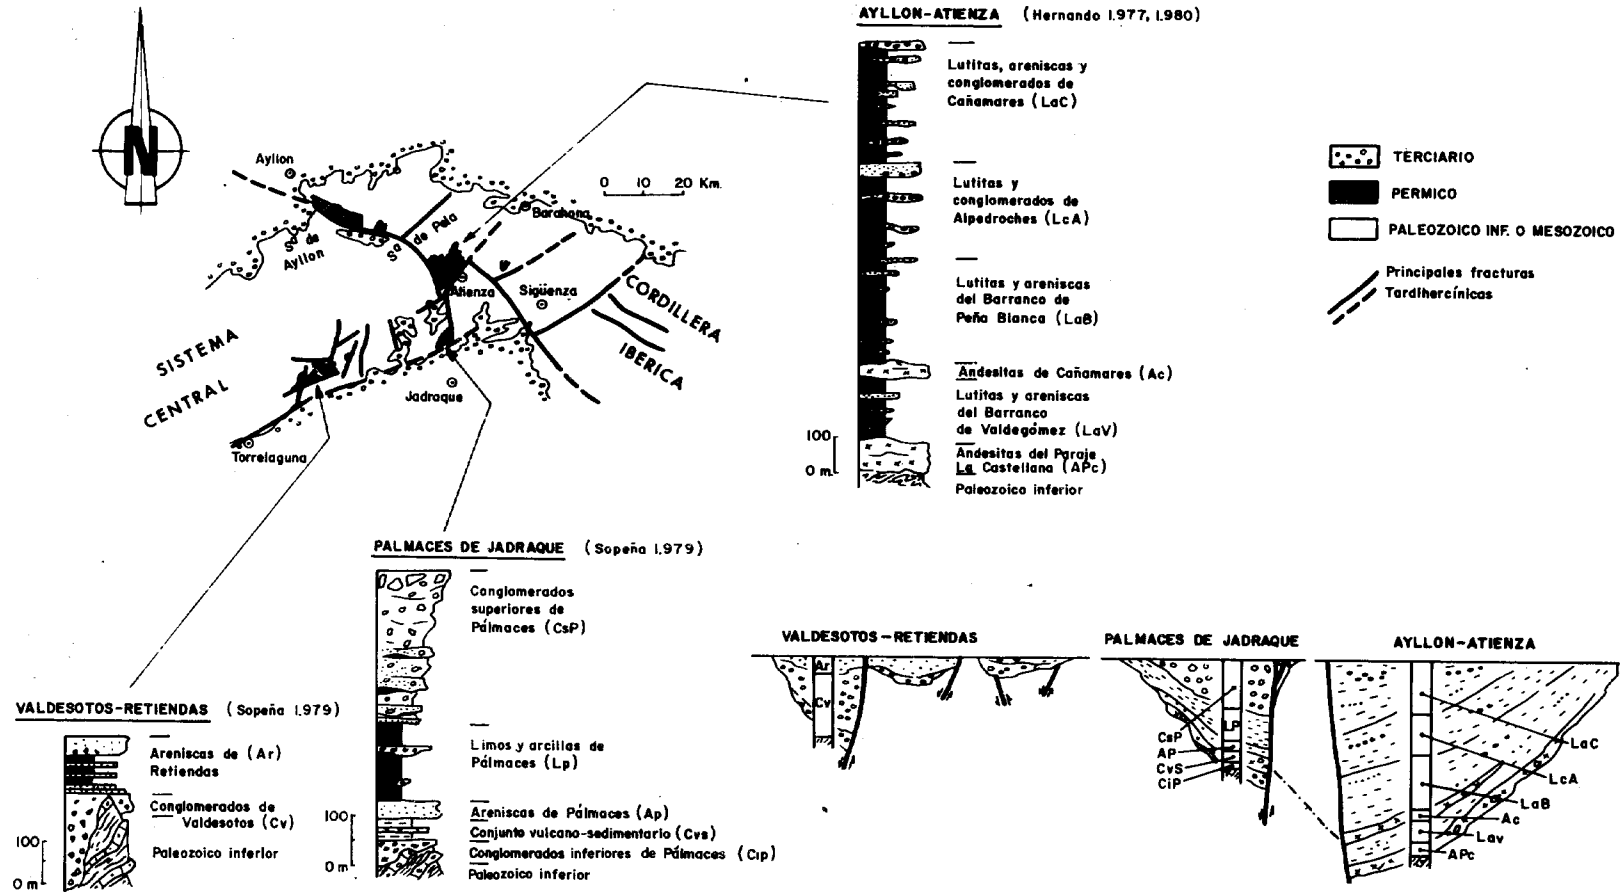 AYLLON-ATIENZA (Hernando 1.977, 1.980)
Lutitas, areniscas y
conglomerados de
Cañamares (LaC)
Lutitas y
conglomerados de
Alpedroches (LcA)
Lutitas y areniscas
del Barranco de
Peña Blanca (LaB)
Andesitas de Cañamares (Ac)
Lutitas y areniscas
del Barranco
de Valdegómez (LaV)
Andesitas del Paraje
La Castellana (APc)
Paleozoico inferior
100
0 m.
N
Ayllon
0 10 20 Km.
Barahona
Sª de Pela
Sª de
Ayllon
Atienza
Sigüenza
CORDILLERA
IBERICA
SISTEMA
CENTRAL
Jadraque
Torrelaguna
TERCIARIO
PERMICO
PALEOZOICO INF. O MESOZOICO
Principales fracturas
Tardihercínicas
PALMACES DE JADRAQUE (Sopeña 1.979)
Conglomerados
superiores de
Pálmaces (CsP)
Limos y arcillas de
Pálmaces (Lp)
Areniscas de Pálmaces (Ap)
Conjunto vulcano-sedimentario (Cvs)
Conglomerados inferiores de Pálmaces (Cip)
Paleozoico inferior
100
0 m
VALDESOTOS-RETIENDAS (Sopeña 1.979)
Areniscas de (Ar)
Retiendas
Conglomerados de
Valdesotos (Cv)
Paleozoico inferior
100
0 m
VALDESOTOS-RETIENDAS
Ar
Cv
PALMACES DE JADRAQUE
LP
CsP
AP
CvS
CiP
AYLLON-ATIENZA
LaC
LcA
LaB
Ac
Lav
APc